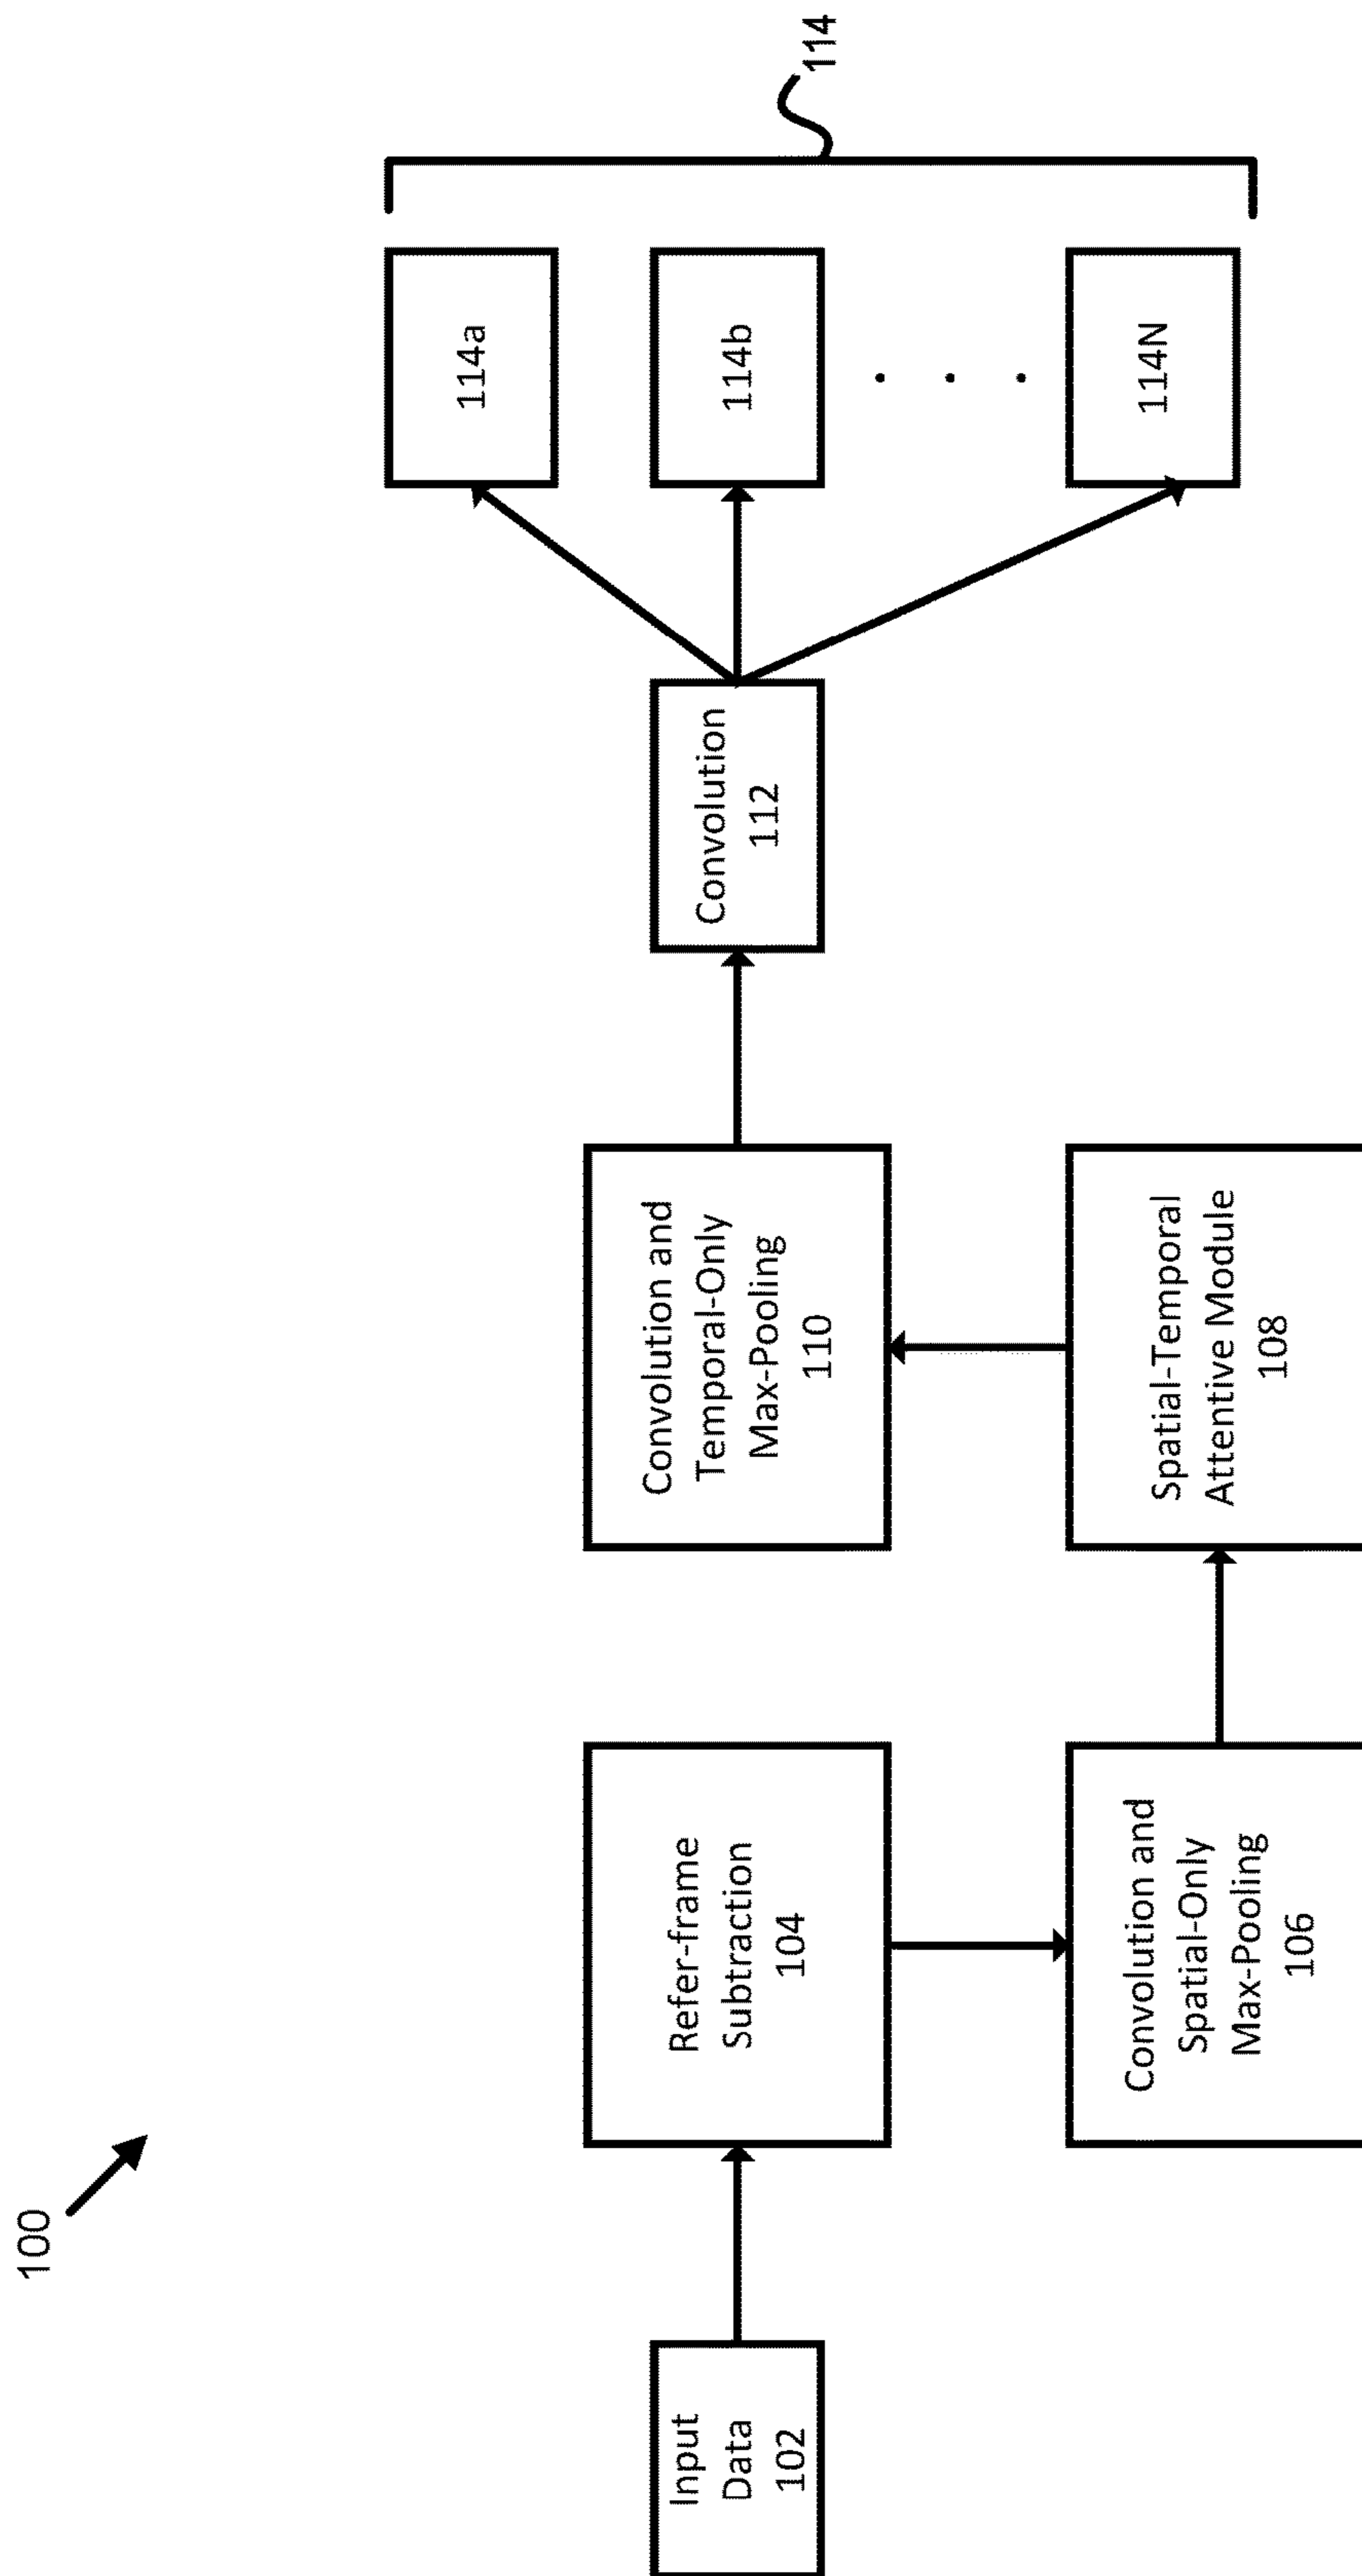 100
Input
Data
102
Refer-frame
Subtraction
104
Convolution and
Spatial-Only
Max-Pooling
106
Spatial-Temporal
Attentive Module
108
Convolution and
Temporal-Only
Max-Pooling
110
Convolution
112
114a
114b
114N
114